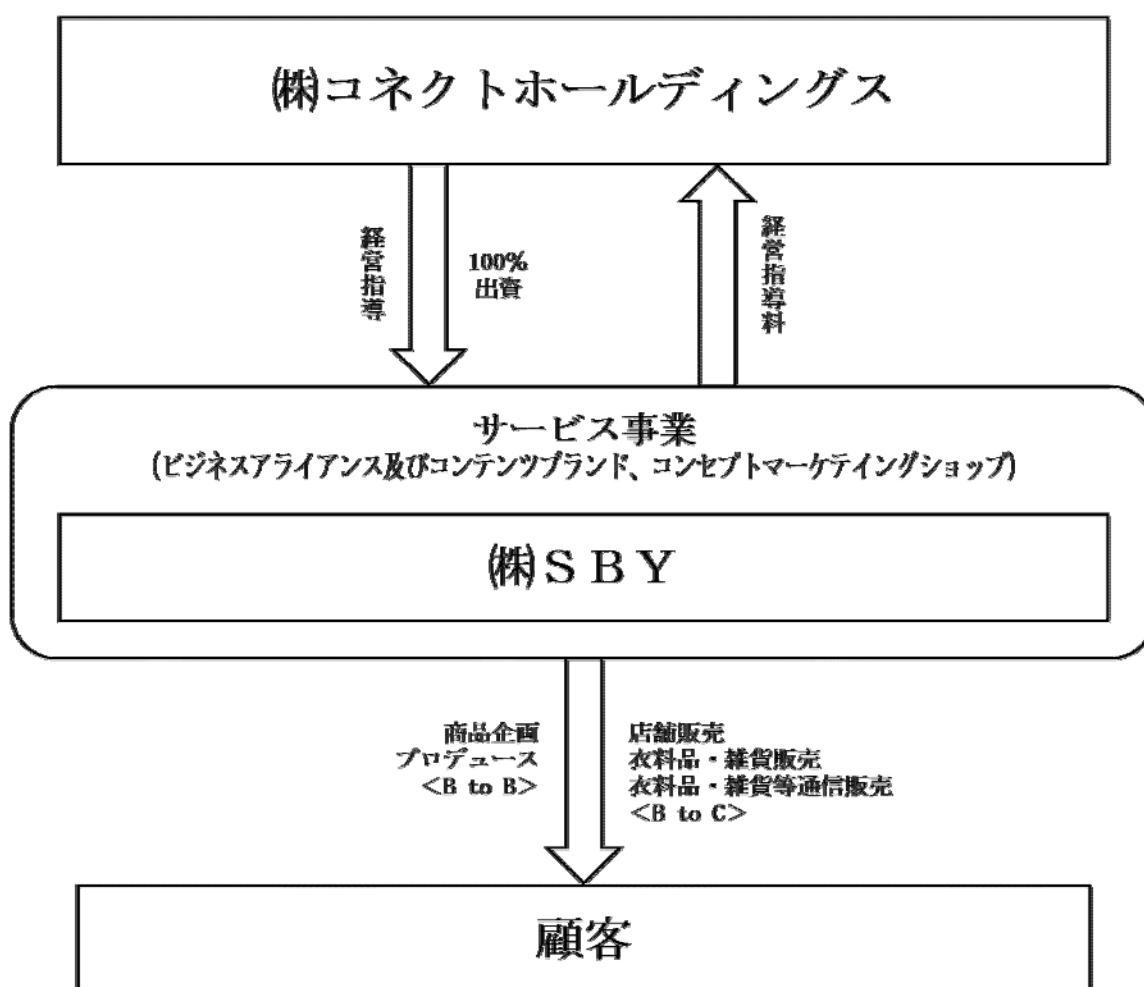 ㈱コネクトホールディングス
経営指導
100%
出資
経営指導料
サービス事業
(ビジネスアライアンス及びコンテンツブランド、コンセプトマーケテイングショップ)
㈱ＳＢＹ
商品企画
プロデュース
＜B to B＞
店舗販売
衣料品・雑貨販売
衣料品・雑貨等通信販売
＜B to C＞
顧客